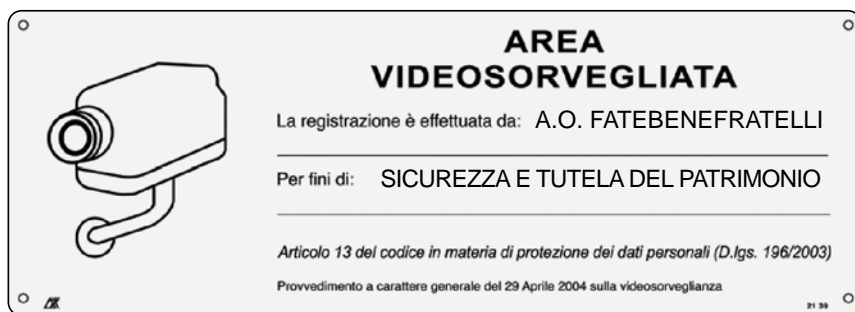 AREA
VIDEOSORVEGLIATA
La registrazione è effettuata da: A.O. FATEBENEFRATELLI
Per fini di: SICUREZZA E TUTELA DEL PATRIMONIO
Articolo 13 del codice in materia di protezione dei dati personali (D.lgs. 196/2003)
Provvedimento a carattere generale del 29 Aprile 2004 sulla videosorveglianza
21 39